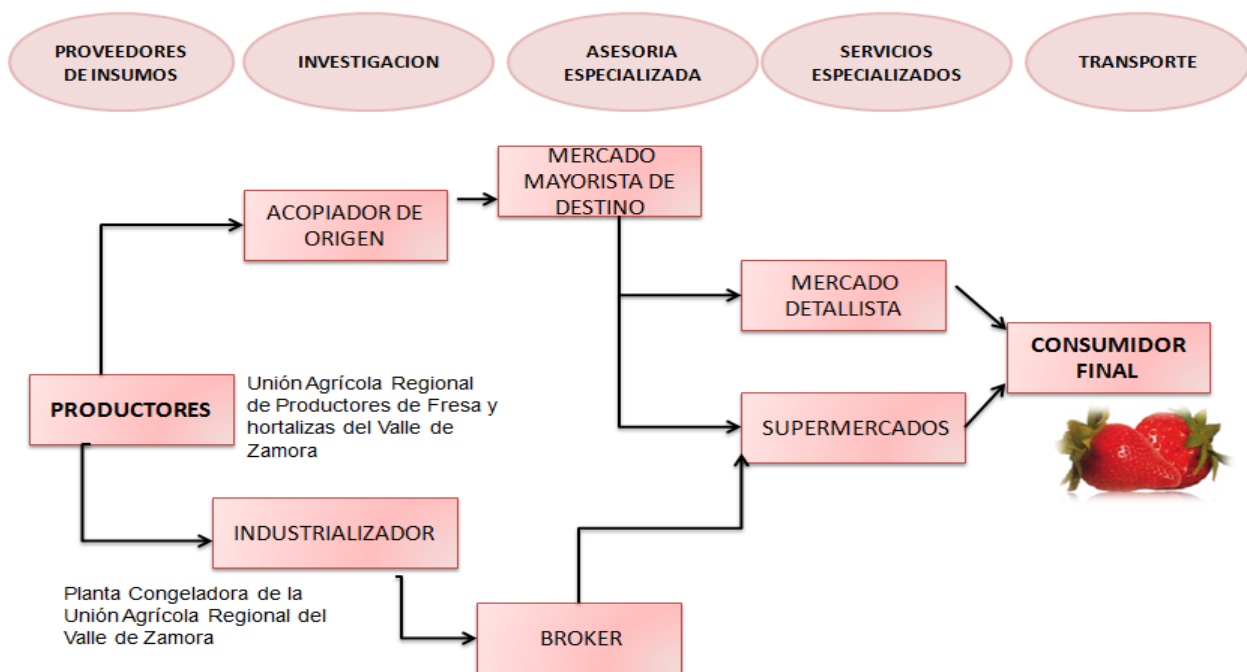 PROVEEDORES
DE INSUMOS
INVESTIGACION
ASESORIA
ESPECIALIZADA
SERVICIOS
ESPECIALIZADOS
TRANSPORTE
MERCADO
MAYORISTA DE
DESTINO
ACOPIADOR DE
ORIGEN
MERCADO
DETALLISTA
CONSUMIDOR
FINAL
PRODUCTORES
Unión Agrícola Regional
de Productores de Fresa y
hortalizas del Valle de
Zamora
SUPERMERCADOS
INDUSTRIALIZADOR
Planta Congeladora de la
Unión Agrícola Regional del
Valle de Zamora
BROKER